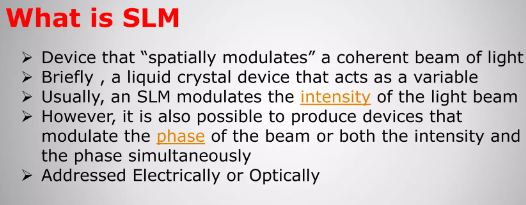 What is SLM
➢ Device that “spatially modulates” a coherent beam of light
➢ Briefly , a liquid crystal device that acts as a variable
➢ Usually, an SLM modulates the intensity of the light beam
➢ However, it is also possible to produce devices that
modulate the phase of the beam or both the intensity and
the phase simultaneously
➢ Addressed Electrically or Optically